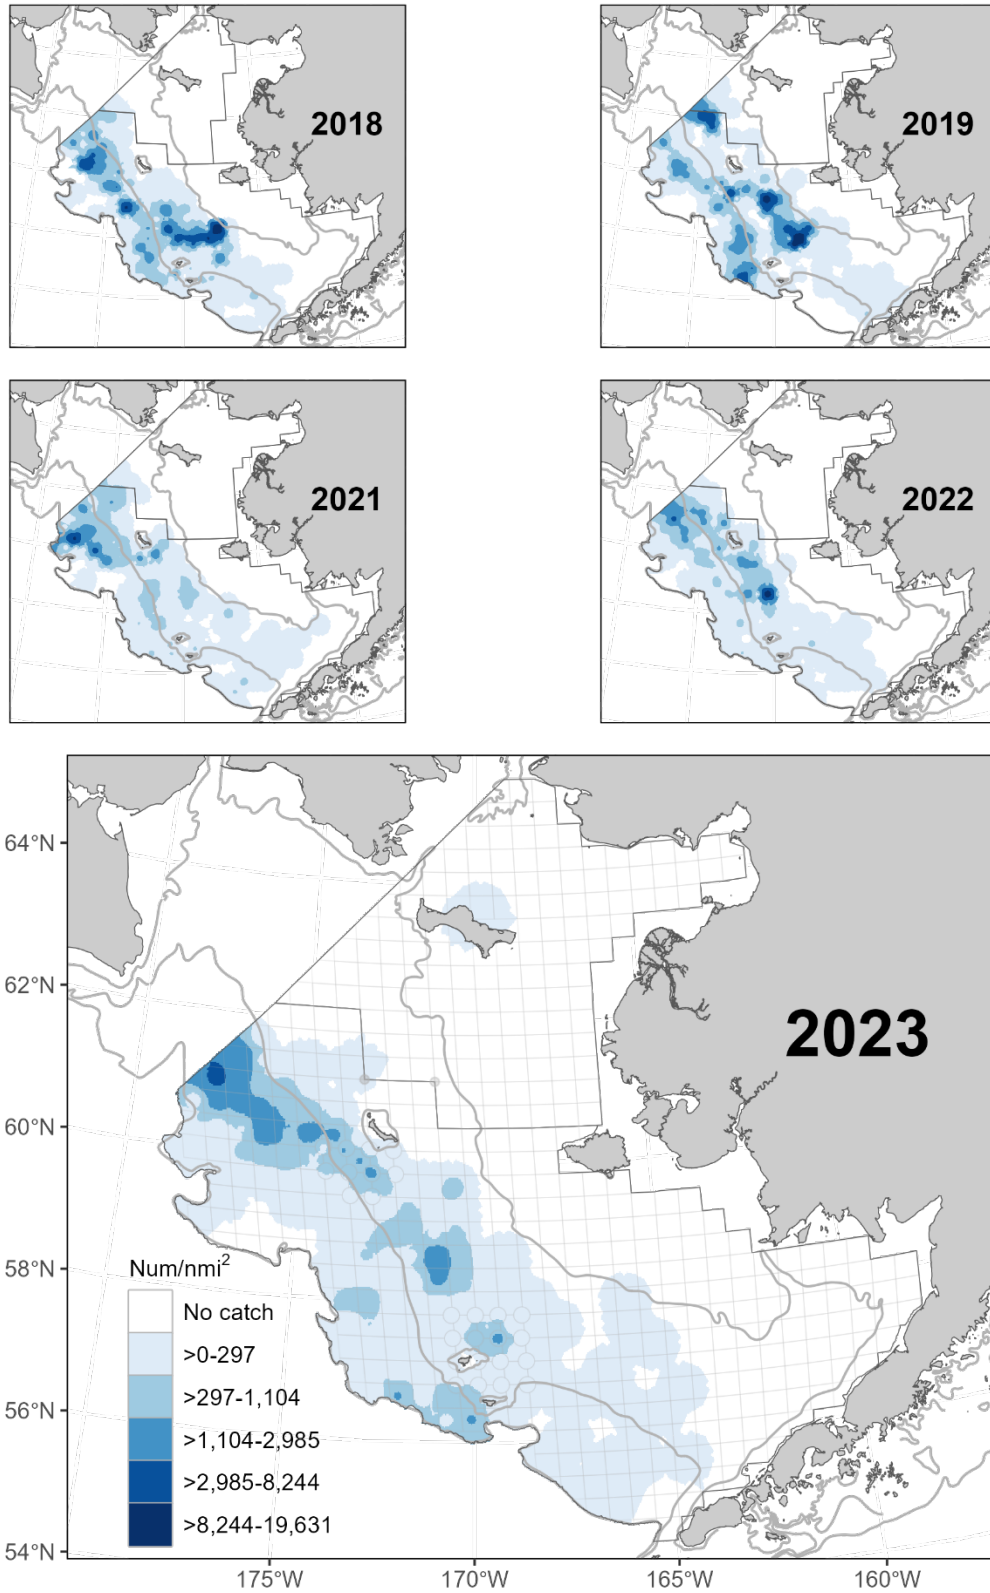 2018
2019
2021
2022
2023
64°N
62°N
60°N
58°N
56°N
54°N
Num/nmi²
No catch
>0-297
>297-1,104
>1,104-2,985
>2,985-8,244
>8,244-19,631
175°W
170°W
165°W
160°W